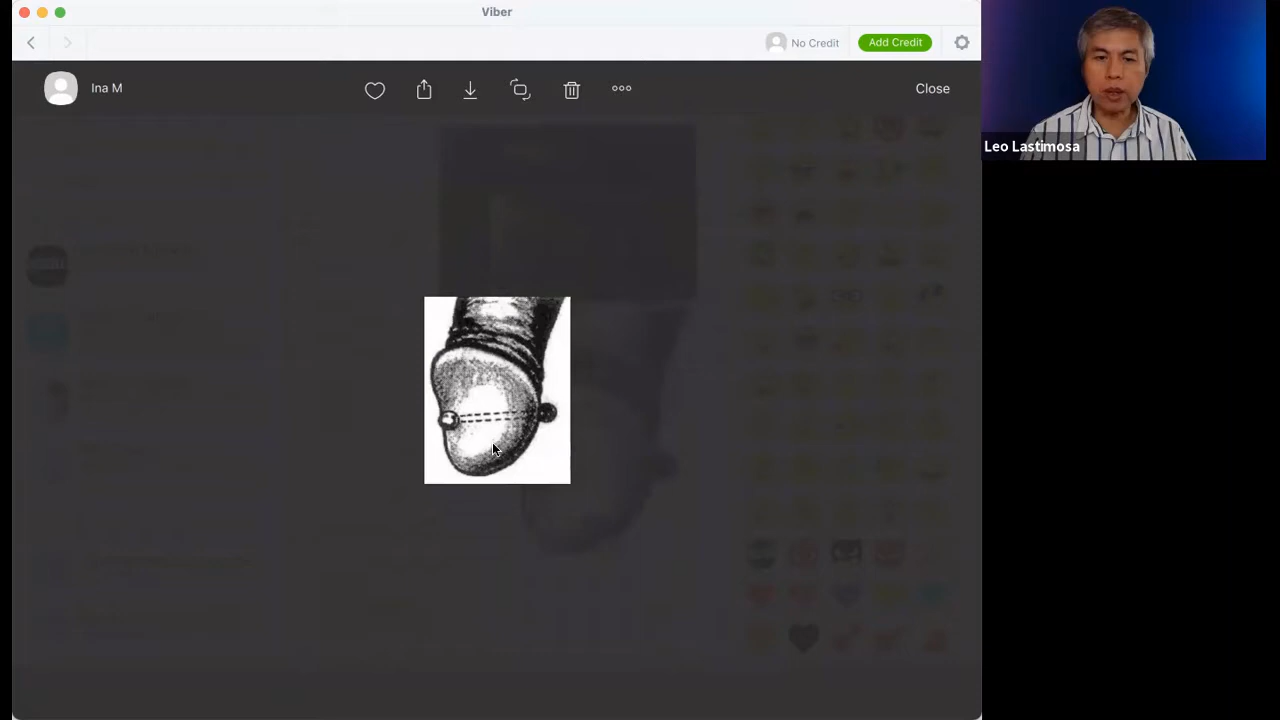 Viber
No Credit
Add Credit
Ina M
Close
Leo Lastimosa